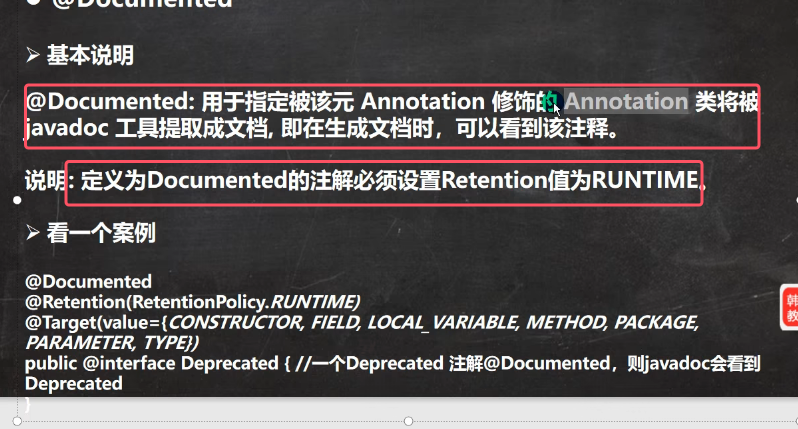 @Documented
基本说明
@Documented: 用于指定被该元 Annotation 修饰的 Annotation 类将被
javadoc 工具提取成文档, 即在生成文档时，可以看到该注释。
说明: 定义为Documented的注解必须设置Retention值为RUNTIME。
看一个案例
@Documented
@Retention(RetentionPolicy.RUNTIME)
@Target(value={CONSTRUCTOR, FIELD, LOCAL_VARIABLE, METHOD, PACKAGE,
PARAMETER, TYPE})
public @interface Deprecated { //一个Deprecated 注解@Documented，则javadoc会看到
Deprecated
}
韩
教